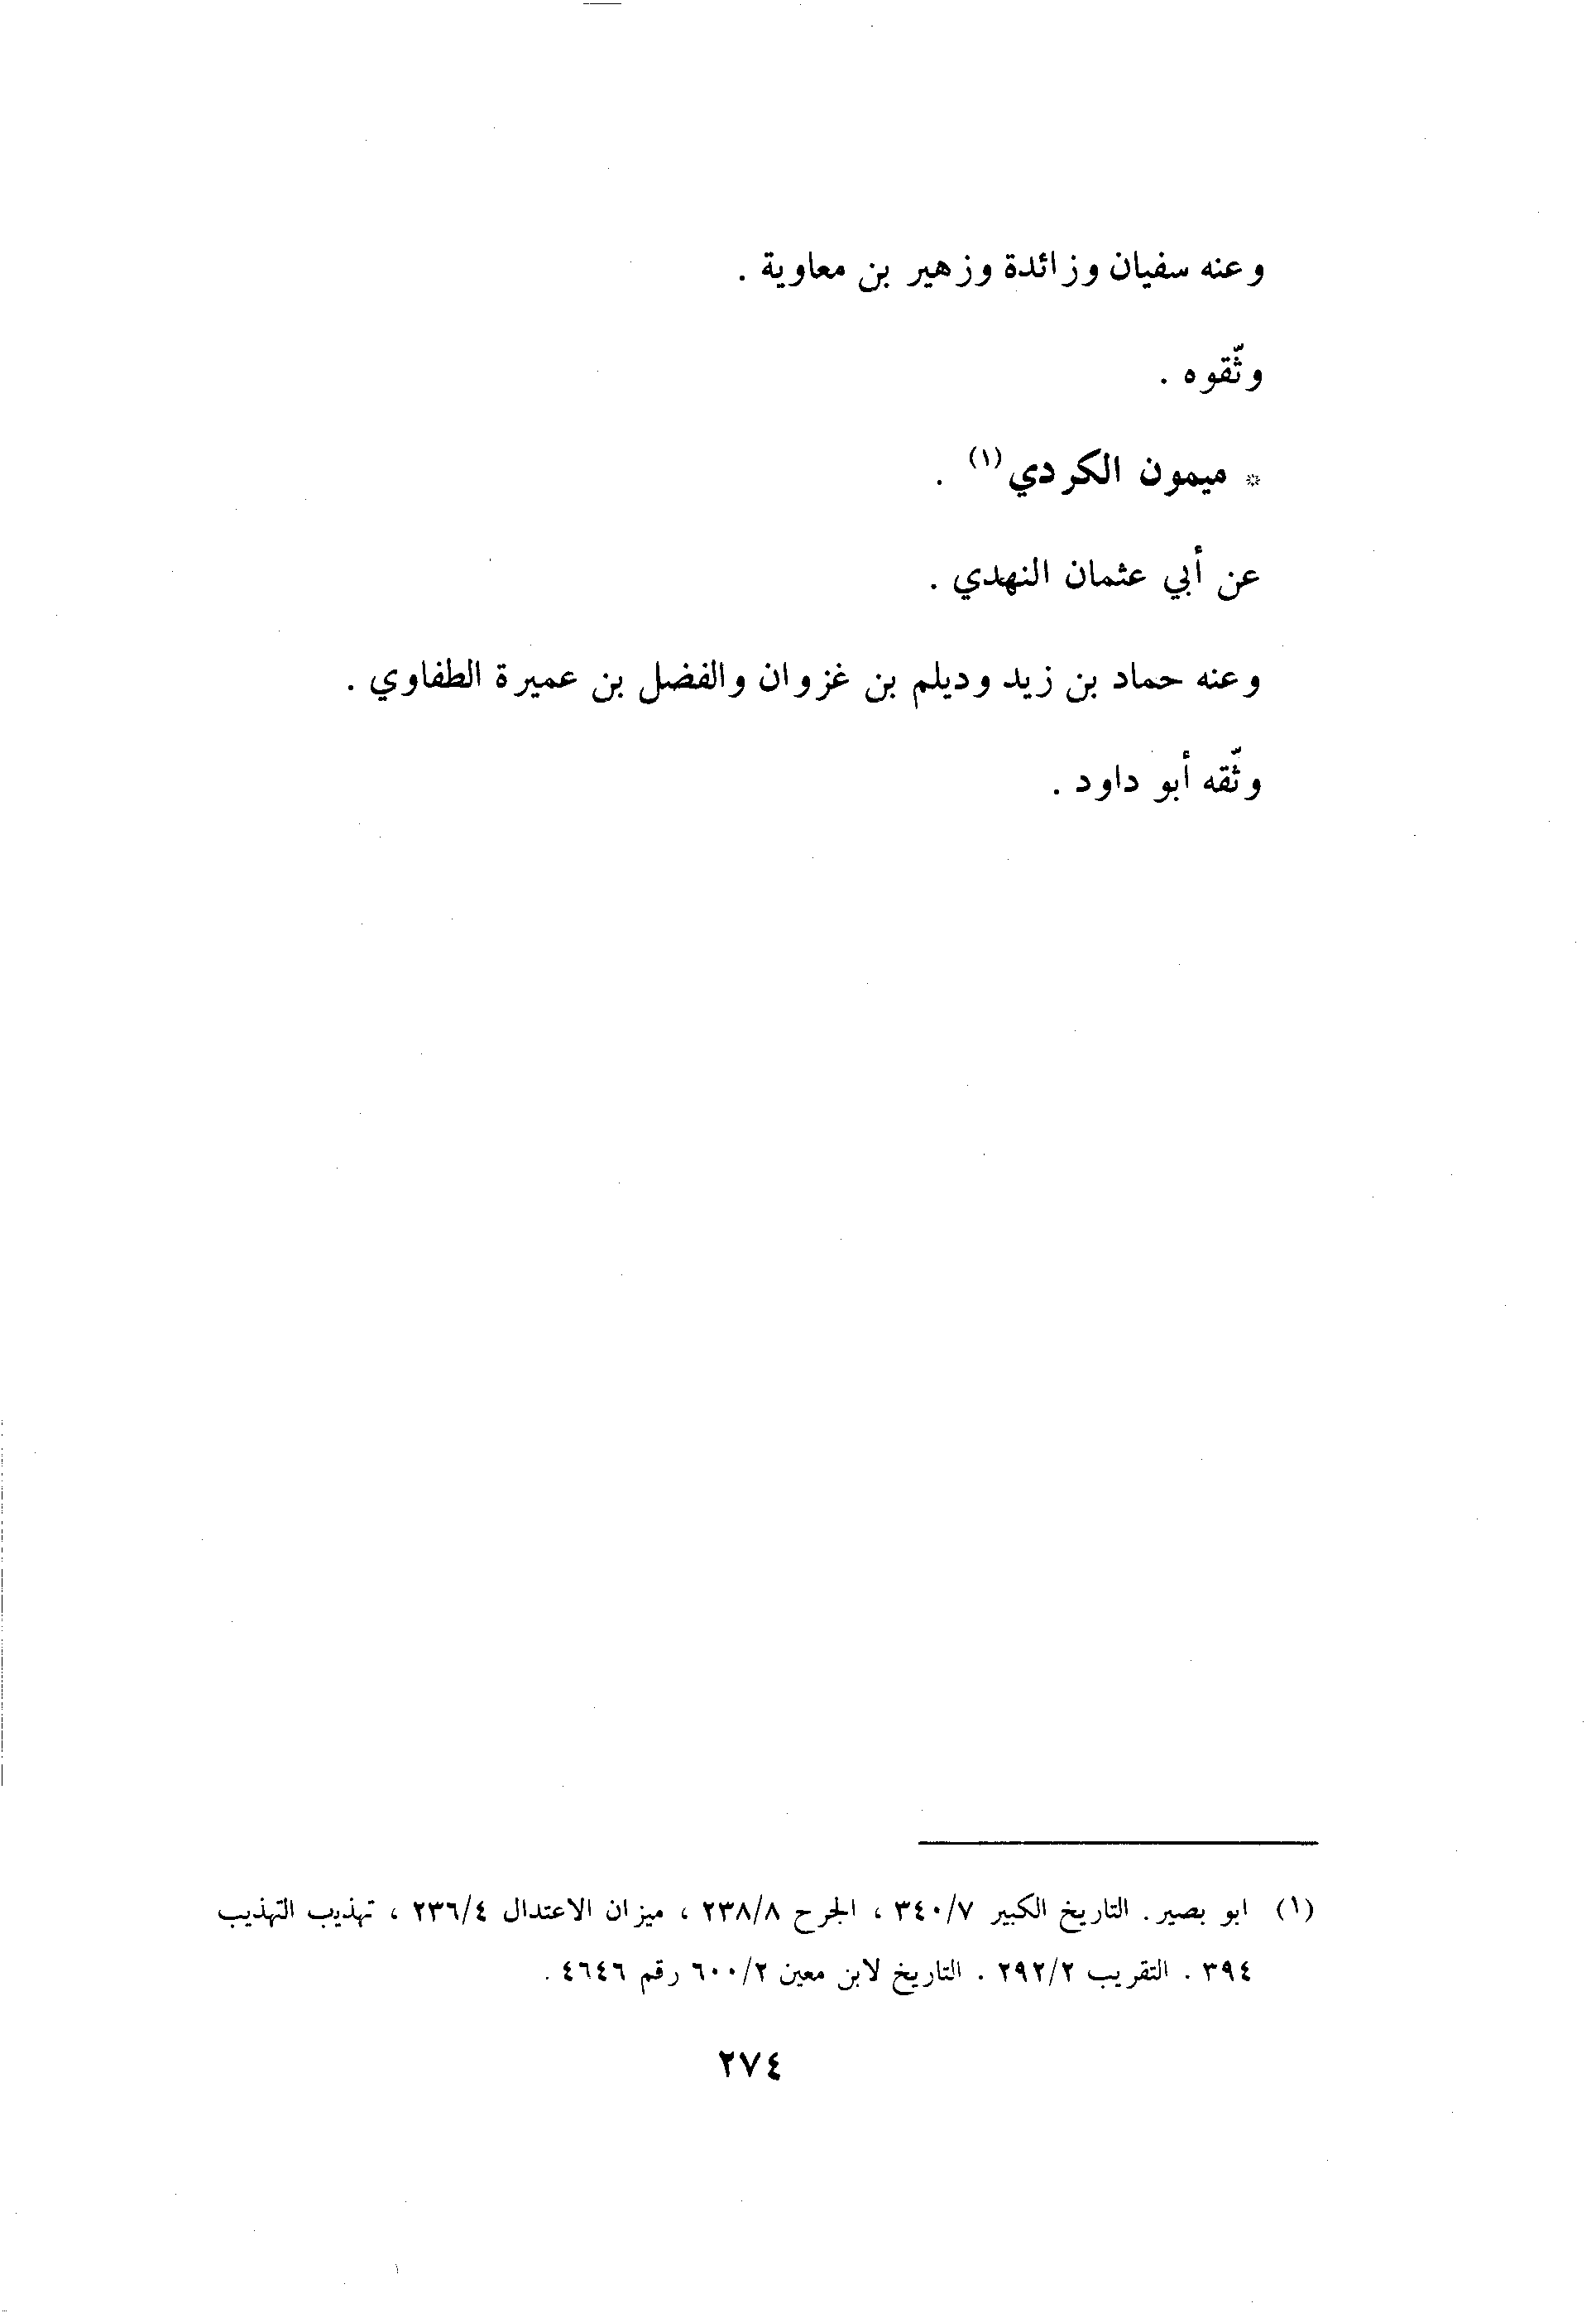 وعنه سفيان وزائدة وزهير بن معاوية .
وثّقوه .
* ميمون الكردي(١) .
عن أبي عثمان النهدي .
وعنه حماد بن زيد وديلم بن غزوان والفضل بن عميرة الطفاوي .
وثّقه أبو داود .
(١) ابو بصير . التاريخ الكبير ٣٤٠/٧ ، الجرح ٢٣٨/٨ ، ميزان الاعتدال ٢٣٦/٤ ، تهذيب التهذيب
٣٩٤ . التقريب ٢٩٢/٢ . التاريخ لابن معين ٦٠٠/٢ رقم ٤٦٤٦ .
٢٧٤